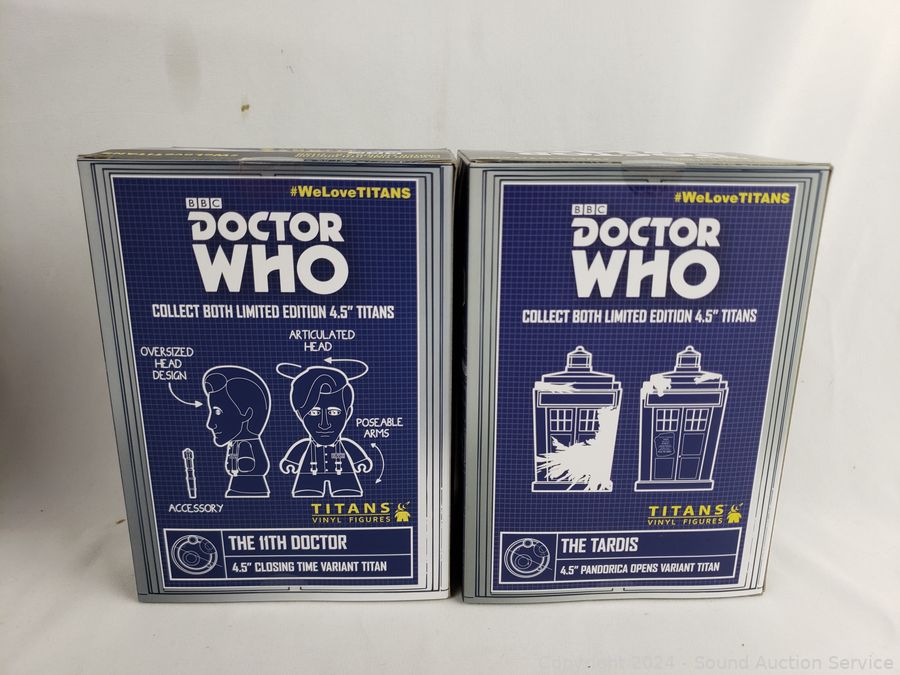 #WeLoveTITANS
BBC
DOCTOR
WHO
COLLECT BOTH LIMITED EDITION 4.5" TITANS
OVERSIZED
HEAD
DESIGN
ARTICULATED
HEAD
POSEABLE
ARMS
ACCESSORY
TITANS
VINYL FIGURES
THE 11TH DOCTOR
4.5" CLOSING TIME VARIANT TITAN
#WeLoveTITANS
BBC
DOCTOR
WHO
COLLECT BOTH LIMITED EDITION 4.5" TITANS
TITANS
VINYL FIGURES
THE TARDIS
4.5" PANDORICA OPENS VARIANT TITAN
Copyright 2024 - Sound Auction Service